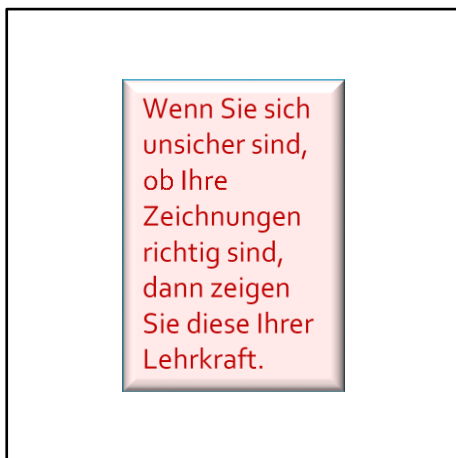 Wenn Sie sich
unsicher sind,
ob Ihre
Zeichnungen
richtig sind,
dann zeigen
Sie diese Ihrer
Lehrkraft.